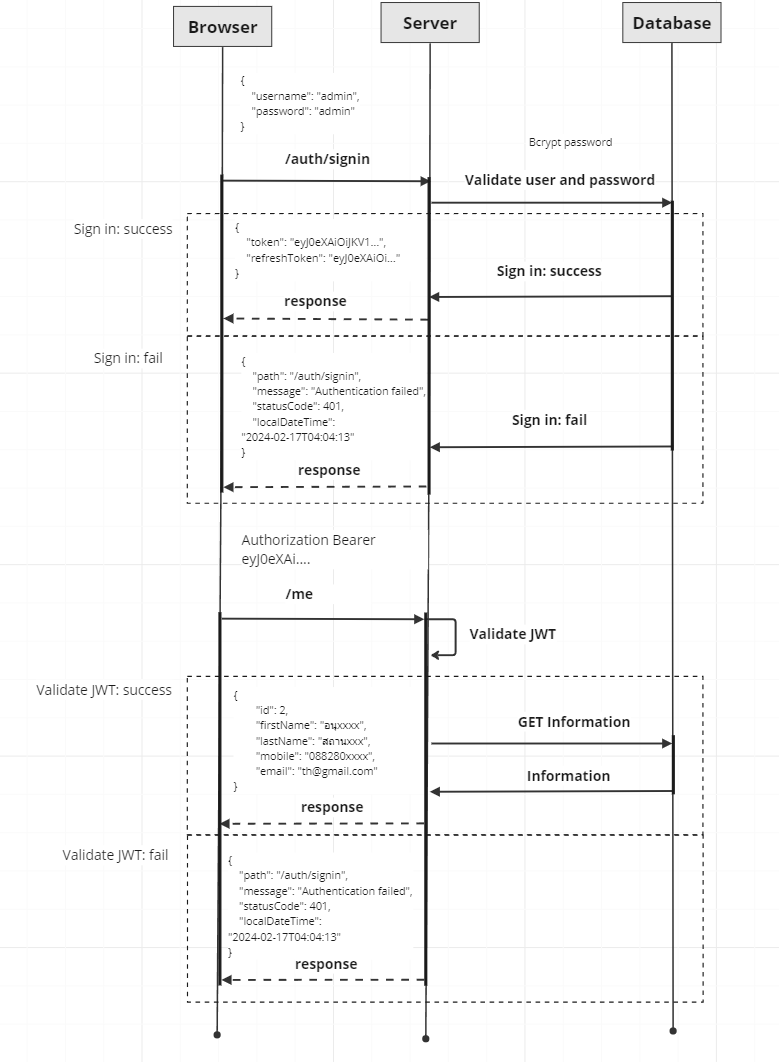 Browser
Server
Database
{
"username": "admin",
"password": "admin"
}
Bcrypt password
/auth/signin
Validate user and password
Sign in: success
{
"token": "eyJ0eXAiOiJKV1...",
"refreshToken": "eyJ0eXAiOi..."
}
Sign in: success
response
Sign in: fail
{
"path": "/auth/signin",
"message": "Authentication failed",
"statusCode": 401,
"localDateTime":
"2024-02-17T04:04:13"
}
Sign in: fail
response
Authorization Bearer
eyJ0eXAi....
/me
Validate JWT
Validate JWT: success
{
"id": 2,
"firstName": "อนุxxxx",
"lastName": "สถานxxx",
"mobile": "088280xxxx",
"email": "th@gmail.com"
}
GET Information
Information
response
Validate JWT: fail
{
"path": "/auth/signin",
"message": "Authentication failed",
"statusCode": 401,
"localDateTime":
"2024-02-17T04:04:13"
}
response